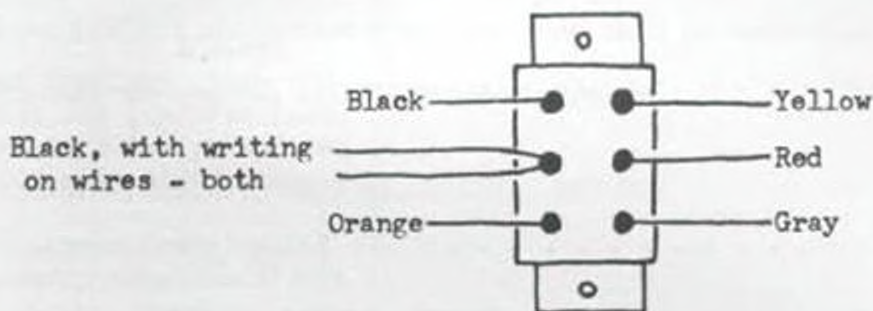 Black
Yellow
Black, with writing
on wires - both
Red
Orange
Gray